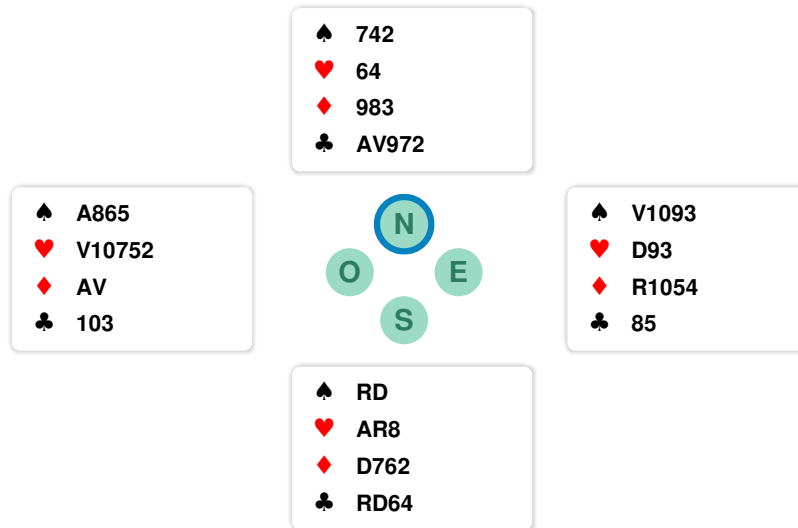 ♠ 742
♥ 64
♦ 983
♣ AV972
♠ A865
♥ V10752
♦ AV
♣ 103
N
O E
S
♠ V1093
♥ D93
♦ R1054
♣ 85
♠ RD
♥ AR8
♦ D762
♣ RD64